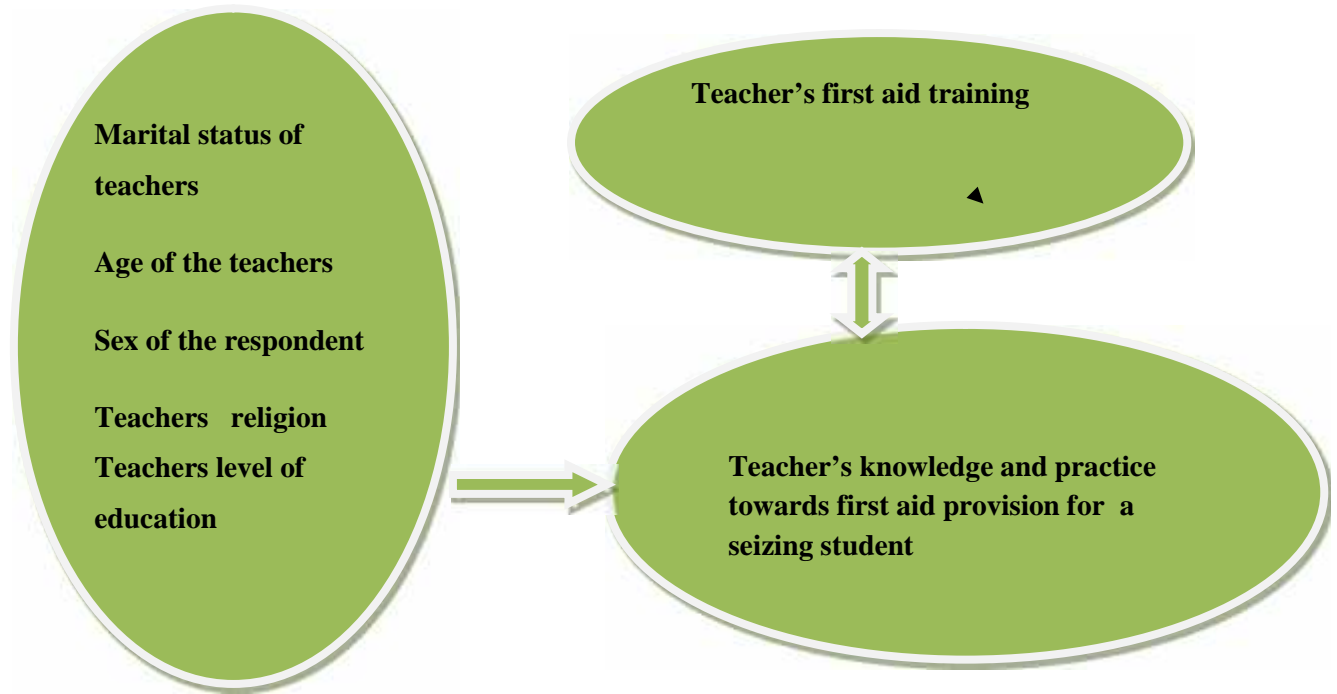 Marital status of
teachers
Age of the teachers
Sex of the respondent
Teachers religion
Teachers level of
education
Teacher’s first aid training
Teacher’s knowledge and practice
towards first aid provision for a
seizing student